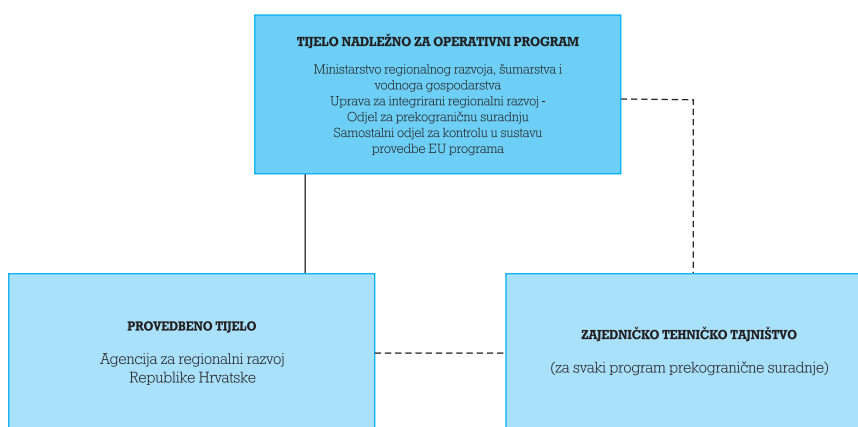 TIJELO NADLEŽNO ZA OPERATIVNI PROGRAM
Ministarstvo regionalnog razvoja, šumarstva i
vodnoga gospodarstva
Uprava za integrirani regionalni razvoj -
Odjel za prekograničnu suradnju
Samostalni odjel za kontrolu u sustavu
provedbe EU programa
PROVEDBENO TIJELO
Agencija za regionalni razvoj
Republike Hrvatske
ZAJEDNIČKO TEHNIČKO TAJNIŠTVO
(za svaki program prekogranične suradnje)